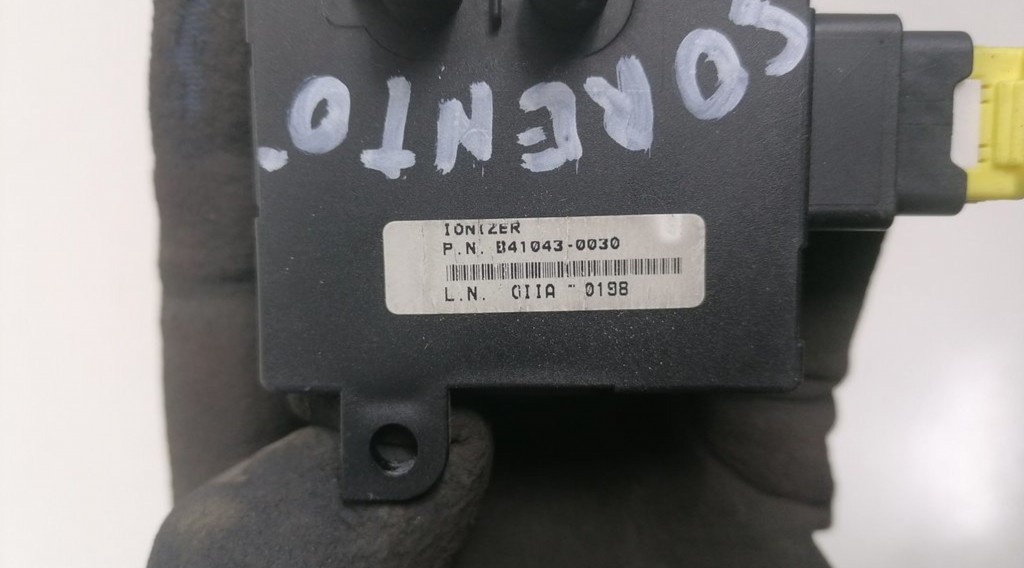 SORENTO
IONIZER
P.N. B41043-0030
L.N. GIIA - 0198